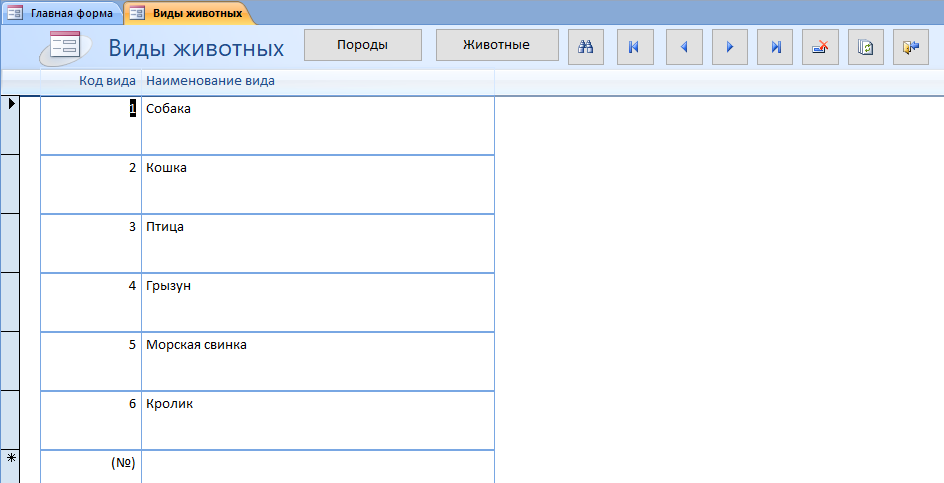 Главная форма Виды животных
Виды животных Породы Животные
Код вида Наименование вида
1 Собака
2 Кошка
3 Птица
4 Грызун
5 Морская свинка
6 Кролик
(№)